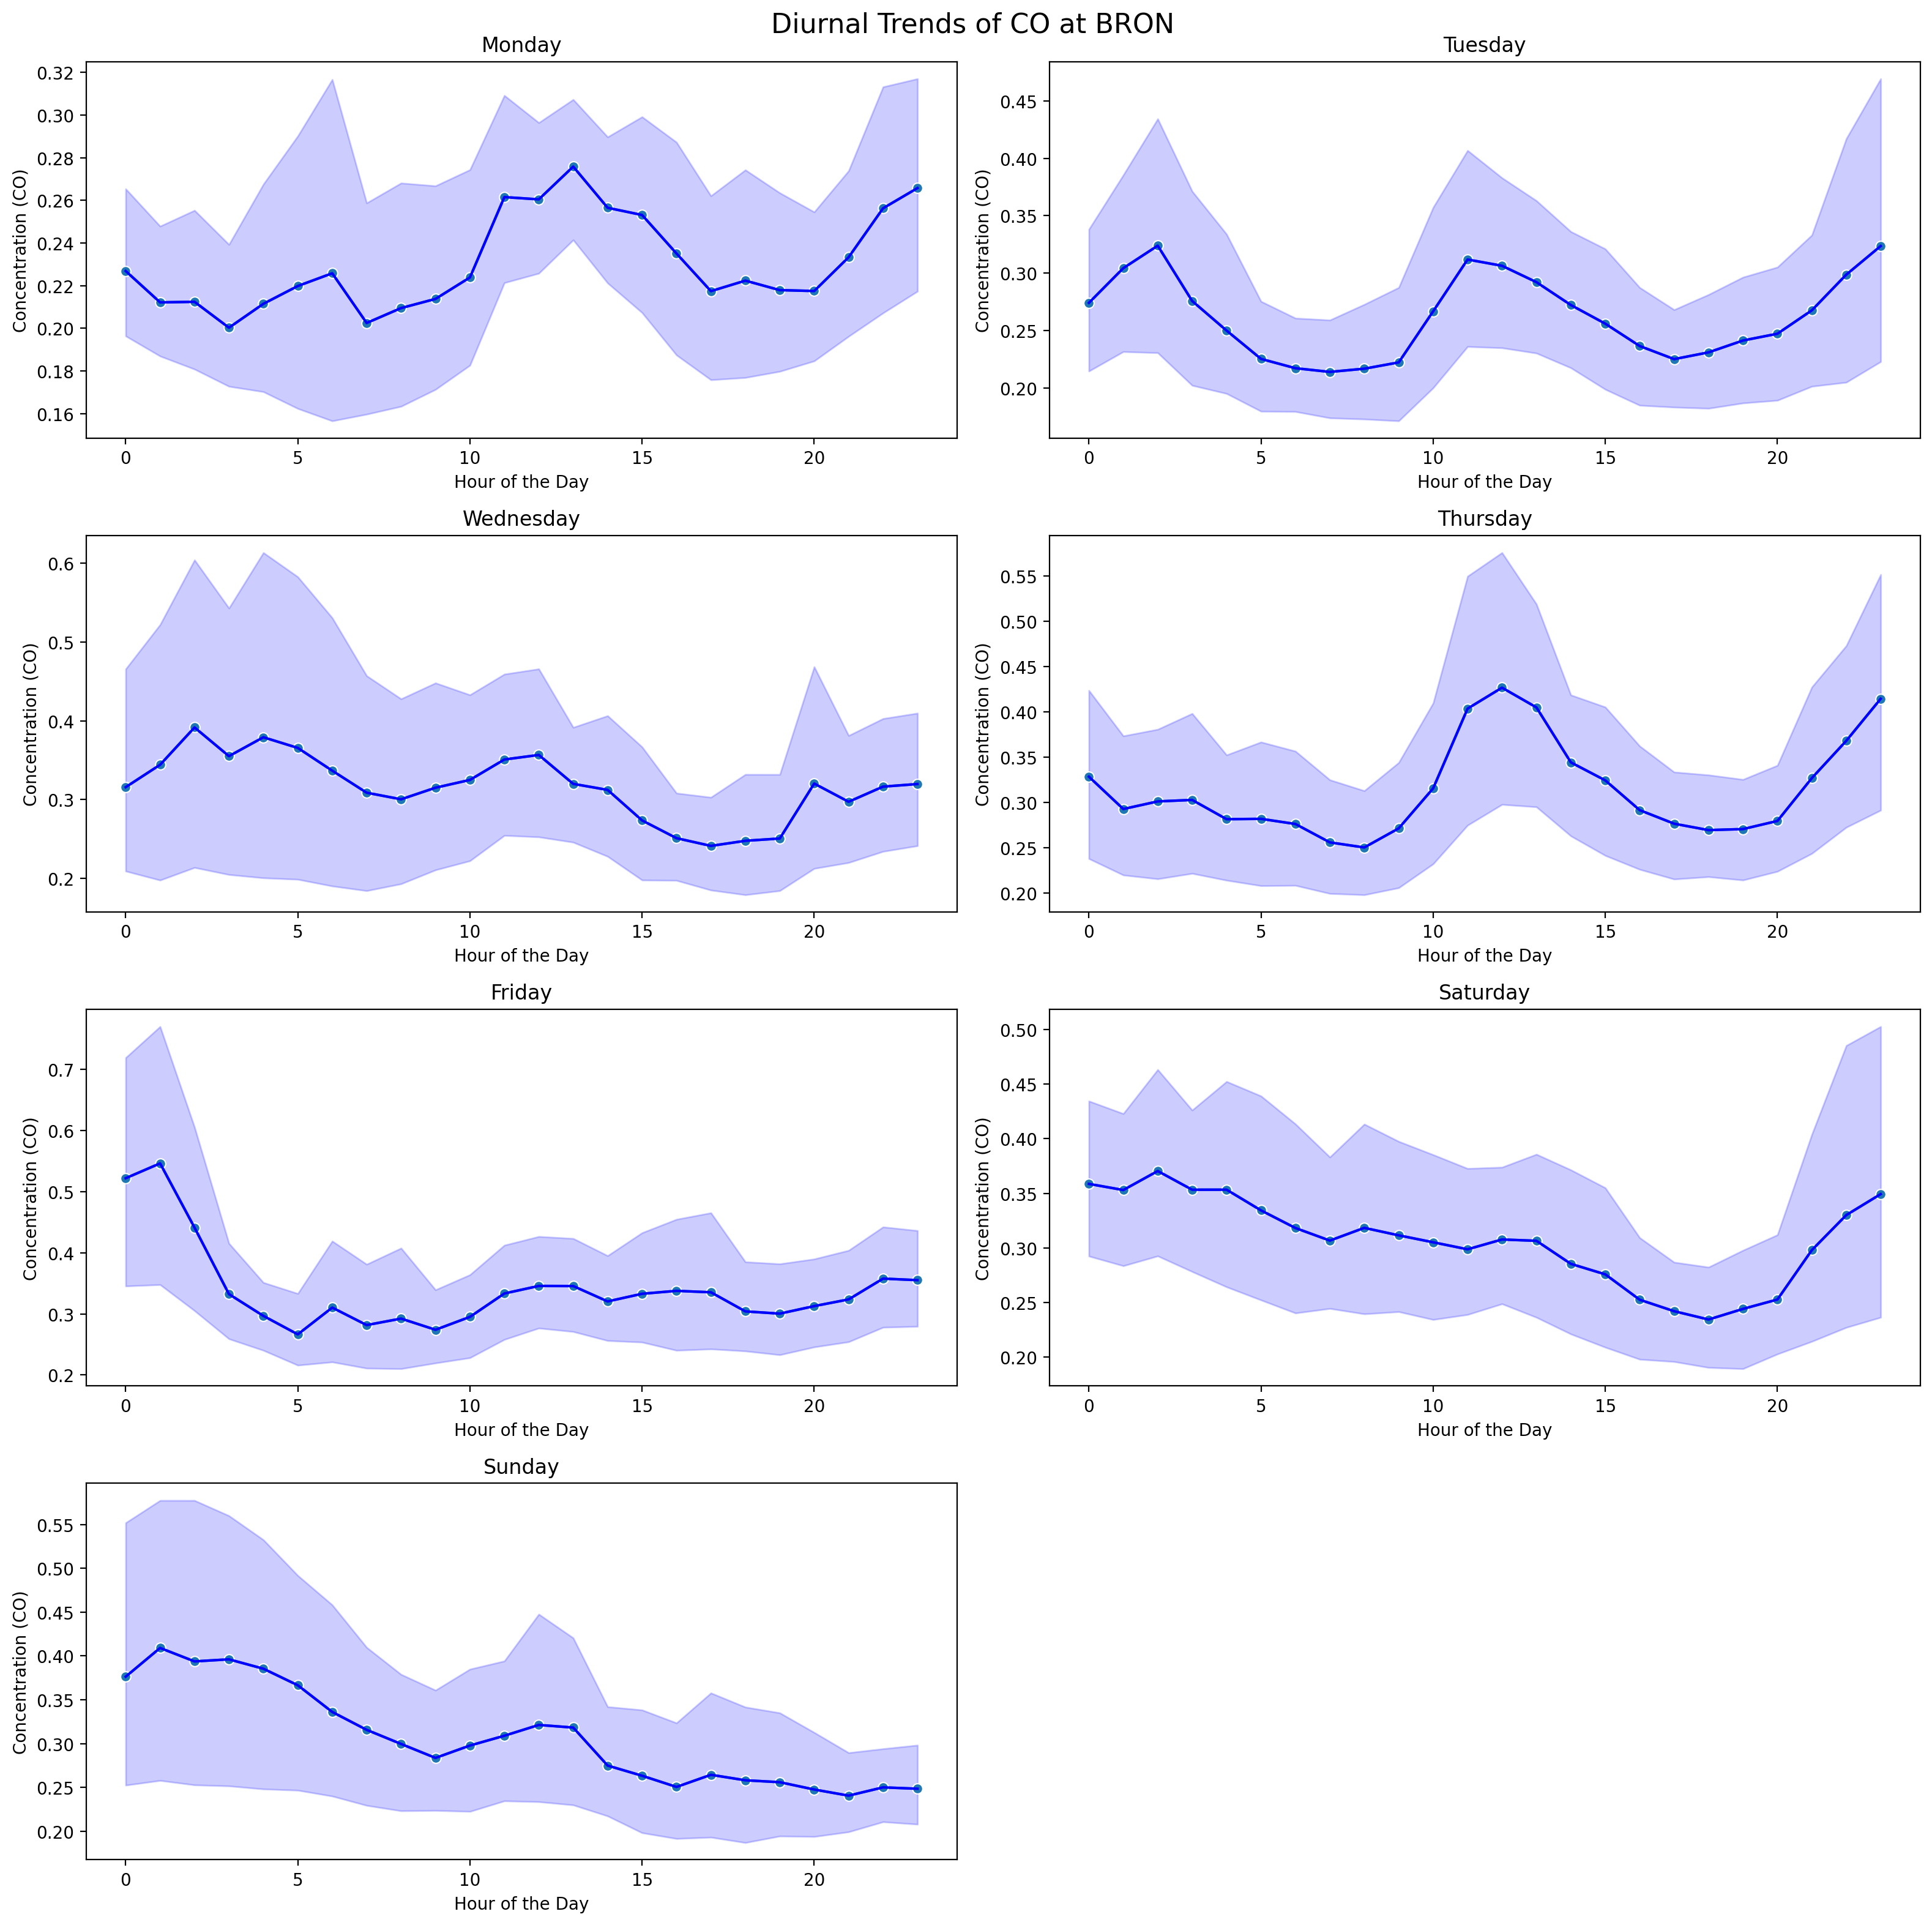 Diurnal Trends of CO at BRON
Monday
0.32
0.30
0.28
0.26
0.24
0.22
0.20
0.18
0.16
Concentration (CO)
0 5 10 15 20
Hour of the Day
Tuesday
0.45
0.40
0.35
0.30
0.25
0.20
Concentration (CO)
0 5 10 15 20
Hour of the Day
Wednesday
0.6
0.5
0.4
0.3
0.2
Concentration (CO)
0 5 10 15 20
Hour of the Day
Thursday
0.55
0.50
0.45
0.40
0.35
0.30
0.25
0.20
Concentration (CO)
0 5 10 15 20
Hour of the Day
Friday
0.7
0.6
0.5
0.4
0.3
0.2
Concentration (CO)
0 5 10 15 20
Hour of the Day
Saturday
0.50
0.45
0.40
0.35
0.30
0.25
0.20
Concentration (CO)
0 5 10 15 20
Hour of the Day
Sunday
0.55
0.50
0.45
0.40
0.35
0.30
0.25
0.20
Concentration (CO)
0 5 10 15 20
Hour of the Day